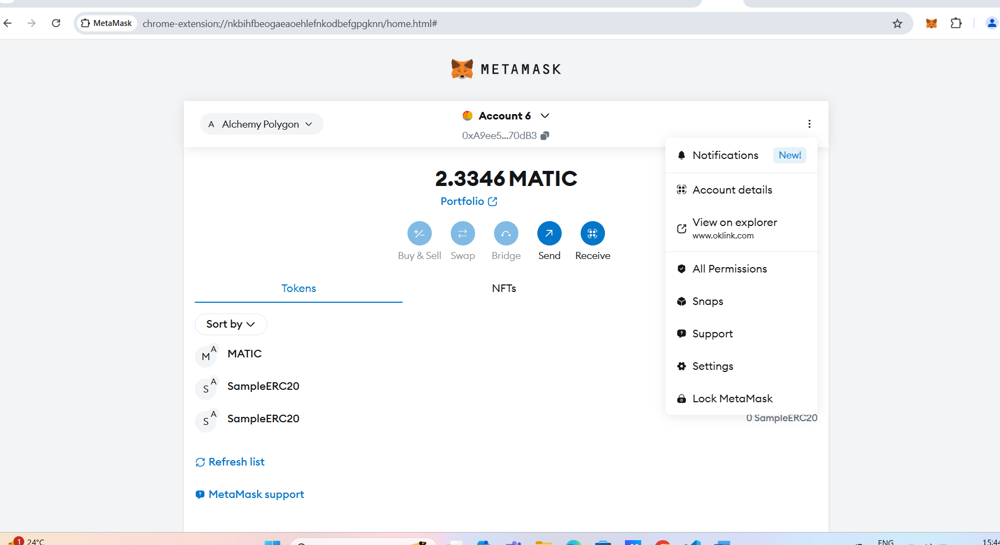 MetaMask
chrome-extension://nkbihfbeogaeaoehlefnkodbefgpgknn/home.html#
METAMASK
A Alchemy Polygon
Account 6
0xA9ee5...70dB3
Notifications New!
2.3346 MATIC
Portfolio
Account details
View on explorer
www.oklink.com
Buy & Sell
Swap
Bridge
Send
Receive
All Permissions
Tokens
NFTs
Snaps
Sort by
Support
M A MATIC
Settings
S A SampleERC20
Lock MetaMask
S A SampleERC20
0 SampleERC20
Refresh list
MetaMask support
1
24°C
ENG